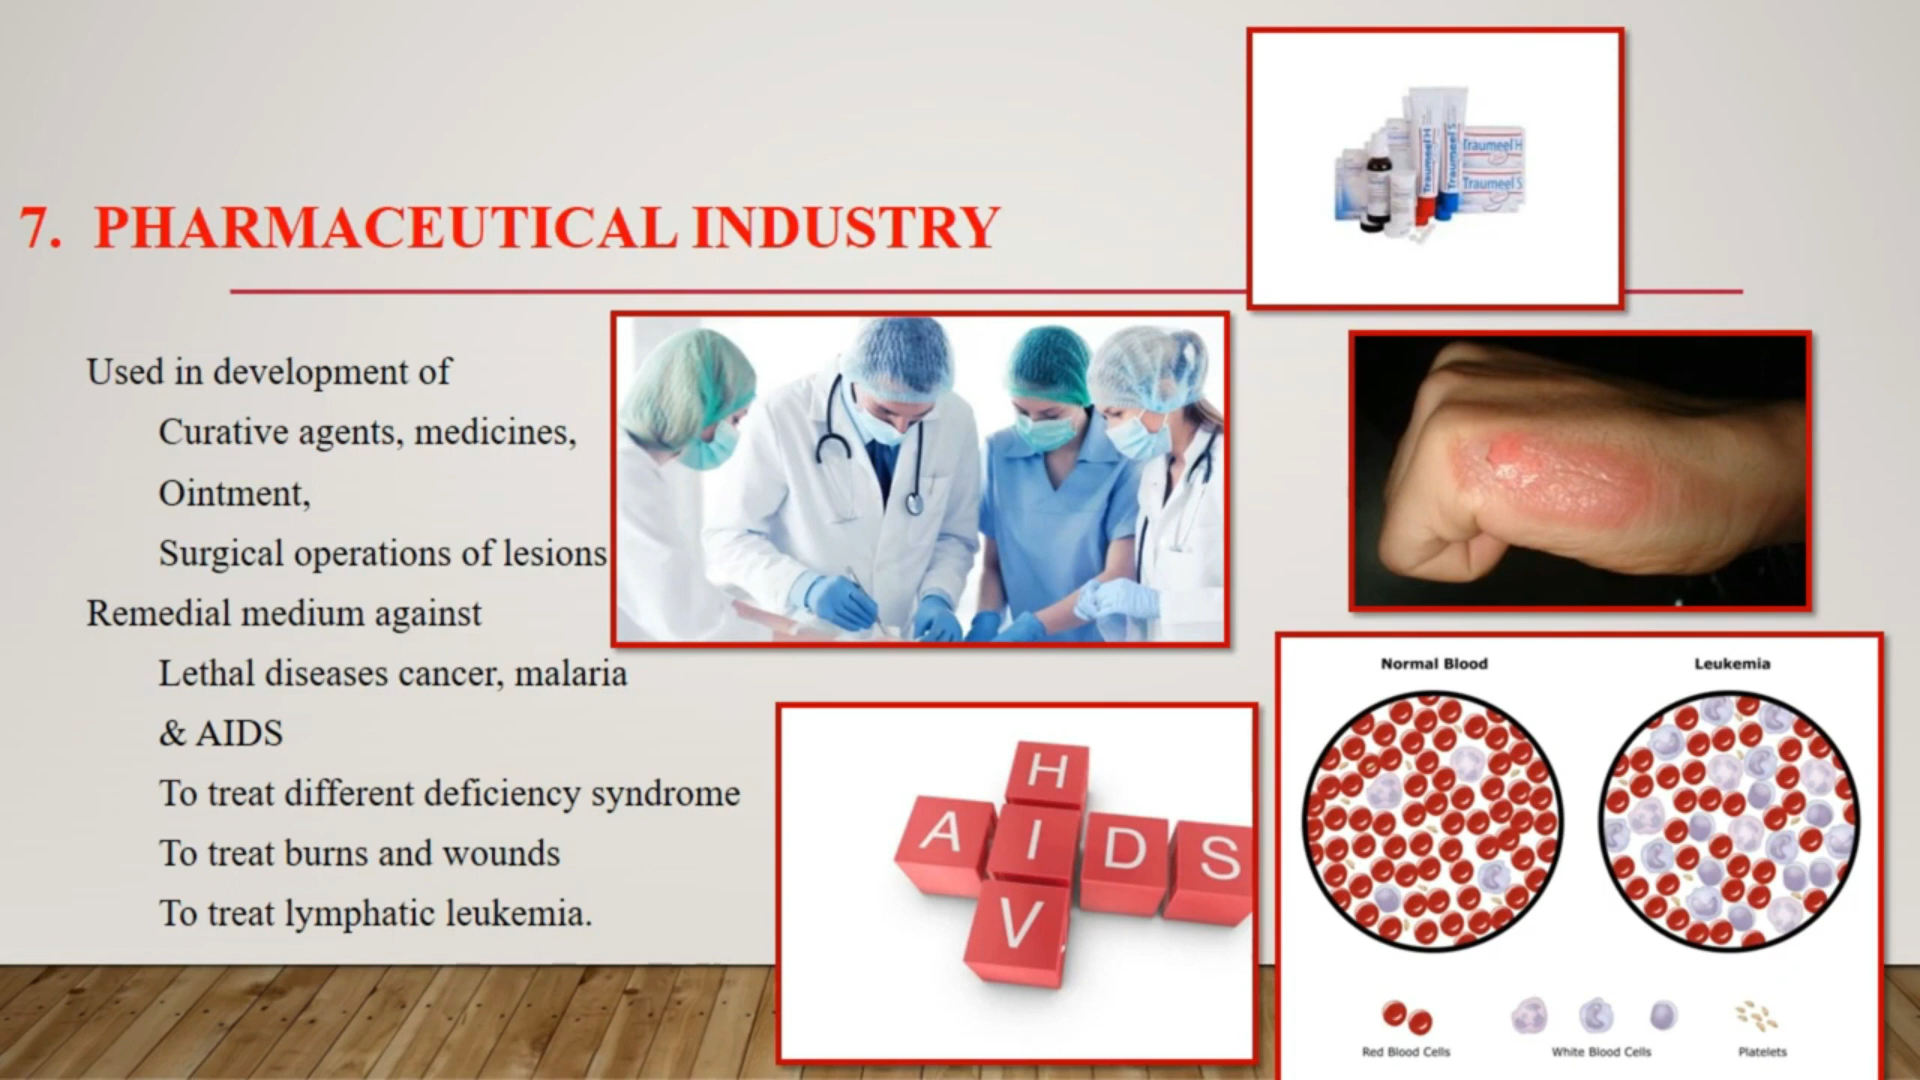 7. PHARMACEUTICAL INDUSTRY
Used in development of
Curative agents, medicines,
Ointment,
Surgical operations of lesions
Remedial medium against
Lethal diseases cancer, malaria
& AIDS
To treat different deficiency syndrome
To treat burns and wounds
To treat lymphatic leukemia.
Traumeel H
Traumeel S
Traumeel H
Traumeel S
H
A I D S
V
Normal Blood
Leukemia
Red Blood Cells
White Blood Cells
Platelets